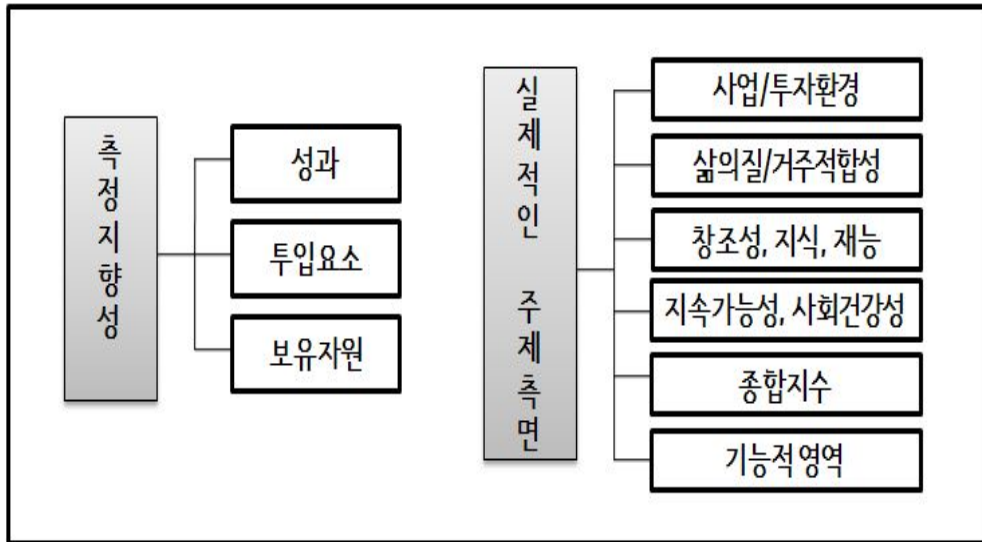 측정지향성
성과
투입요소
보유자원
실제적인 주제측면
사업/투자환경
삶의질/거주적합성
창조성, 지식, 재능
지속가능성, 사회건강성
종합지수
기능적 영역